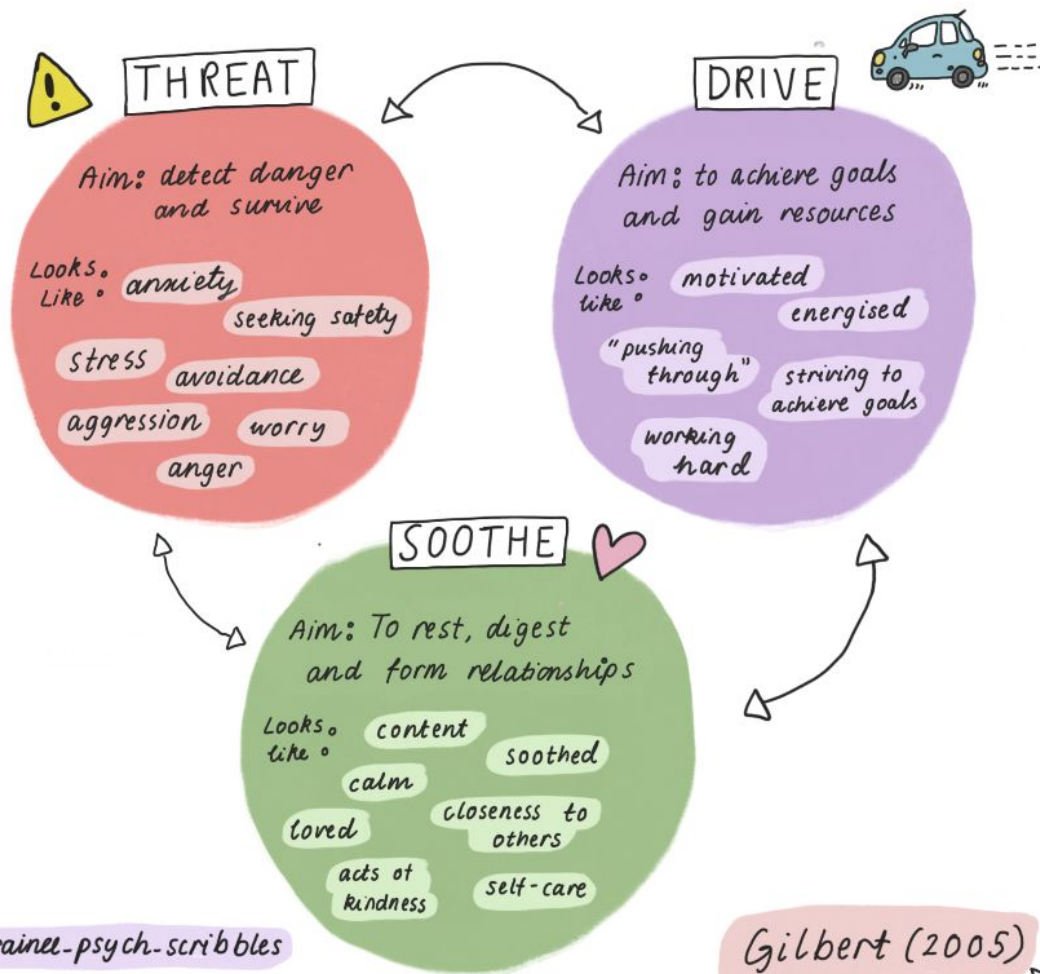 THREAT
Aim: detect danger
and survive
Looks
Like:
anxiety
seeking safety
stress
avoidance
aggression
worry
anger
DRIVE
Aim: to achieve goals
and gain resources
Looks
like:
motivated
energised
"pushing
through"
striving to
achieve goals
working
hard
SOOTHE
Aim: To rest, digest
and form relationships
Looks
like:
content
soothed
calm
loved
closeness to
others
acts of
kindness
self-care
rainee_psych_scribbles
Gilbert (2005)